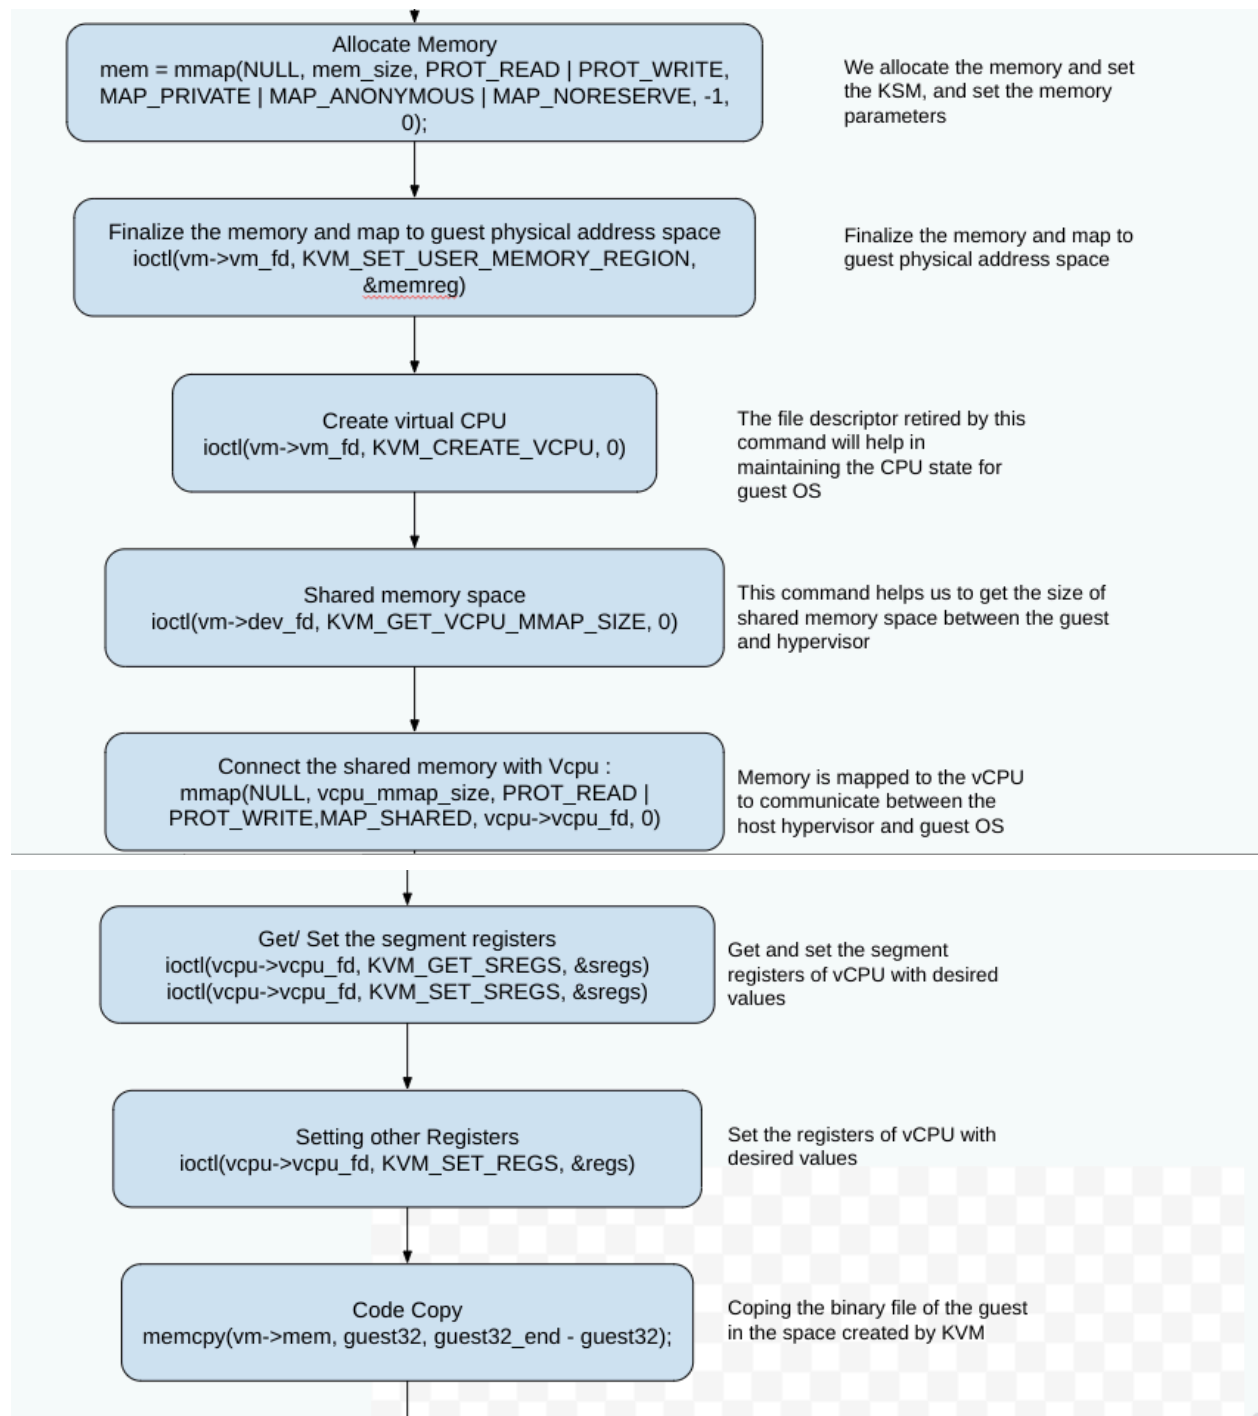 Allocate Memory
mem = mmap(NULL, mem_size, PROT_READ | PROT_WRITE,
MAP_PRIVATE | MAP_ANONYMOUS | MAP_NORESERVE, -1,
0);
We allocate the memory and set
the KSM, and set the memory
parameters
Finalize the memory and map to guest physical address space
ioctl(vm->vm_fd, KVM_SET_USER_MEMORY_REGION,
&memreg)
Finalize the memory and map to
guest physical address space
Create virtual CPU
ioctl(vm->vm_fd, KVM_CREATE_VCPU, 0)
The file descriptor retired by this
command will help in
maintaining the CPU state for
guest OS
Shared memory space
ioctl(vm->dev_fd, KVM_GET_VCPU_MMAP_SIZE, 0)
This command helps us to get the size of
shared memory space between the guest
and hypervisor
Connect the shared memory with Vcpu :
mmap(NULL, vcpu_mmap_size, PROT_READ |
PROT_WRITE,MAP_SHARED, vcpu->vcpu_fd, 0)
Memory is mapped to the vCPU
to communicate between the
host hypervisor and guest OS
Get/ Set the segment registers
ioctl(vcpu->vcpu_fd, KVM_GET_SREGS, &sregs)
ioctl(vcpu->vcpu_fd, KVM_SET_SREGS, &sregs)
Get and set the segment
registers of vCPU with desired
values
Setting other Registers
ioctl(vcpu->vcpu_fd, KVM_SET_REGS, &regs)
Set the registers of vCPU with
desired values
Code Copy
memcpy(vm->mem, guest32, guest32_end - guest32);
Coping the binary file of the guest
in the space created by KVM